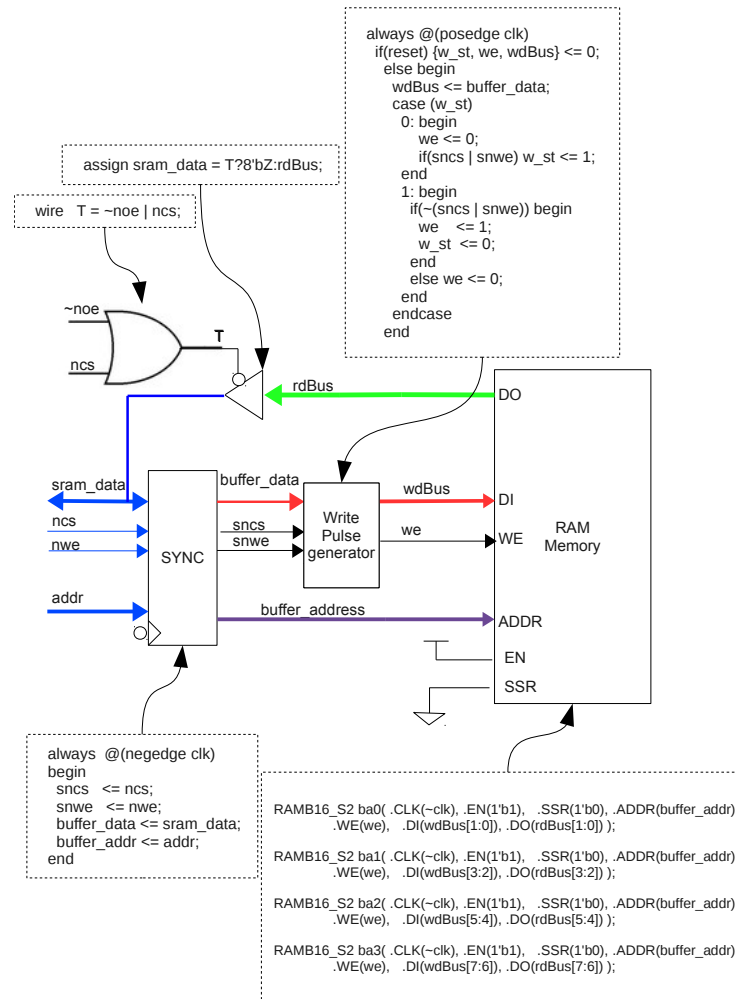 always @(posedge clk)
if(reset) {w_st, we, wdBus} <= 0;
else begin
wdBus <= buffer_data;
case (w_st)
0: begin
we <= 0;
if(sncs | snwe) w_st <= 1;
end
1: begin
if(~(sncs | snwe)) begin
we <= 1;
w_st <= 0;
end
else we <= 0;
end
endcase
end
assign sram_data = T?8'bZ:rdBus;
wire T = ~noe | ncs;
~noe
T
ncs
rdBus
DO
sram_data
buffer_data
wdBus
DI
ncs
sncs
nwe
snwe
SYNC
Write
Pulse
generator
we
WE
RAM
Memory
addr
buffer_address
ADDR
EN
SSR
always @(negedge clk)
begin
sncs <= ncs;
snwe <= nwe;
buffer_data <= sram_data;
buffer_addr <= addr;
end
RAMB16_S2 ba0( .CLK(~clk), .EN(1'b1), .SSR(1'b0), .ADDR(buffer_addr)
.WE(we), .DI(wdBus[1:0]), .DO(rdBus[1:0]) );
RAMB16_S2 ba1( .CLK(~clk), .EN(1'b1), .SSR(1'b0), .ADDR(buffer_addr)
.WE(we), .DI(wdBus[3:2]), .DO(rdBus[3:2]) );
RAMB16_S2 ba2( .CLK(~clk), .EN(1'b1), .SSR(1'b0), .ADDR(buffer_addr)
.WE(we), .DI(wdBus[5:4]), .DO(rdBus[5:4]) );
RAMB16_S2 ba3( .CLK(~clk), .EN(1'b1), .SSR(1'b0), .ADDR(buffer_addr)
.WE(we), .DI(wdBus[7:6]), .DO(rdBus[7:6]) );